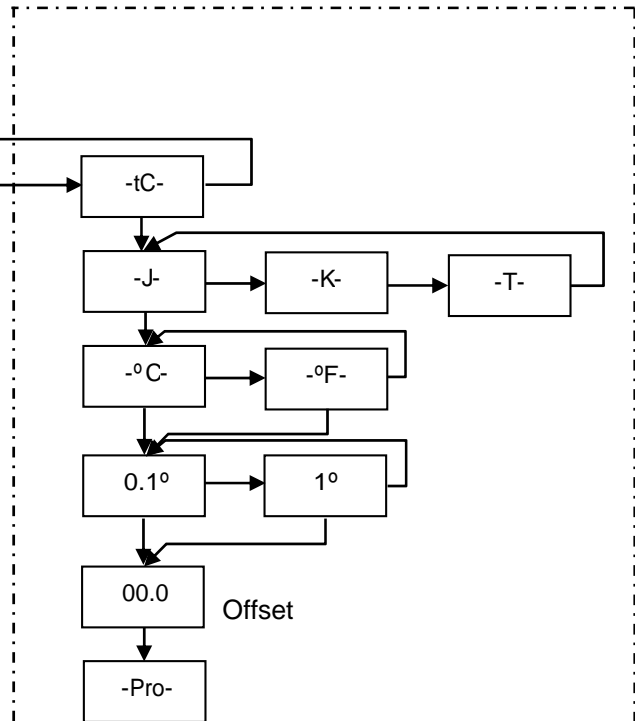 -tC-
-J- -K- -T-
-ºC- -ºF-
0.1º 1º
00.0 Offset
-Pro-